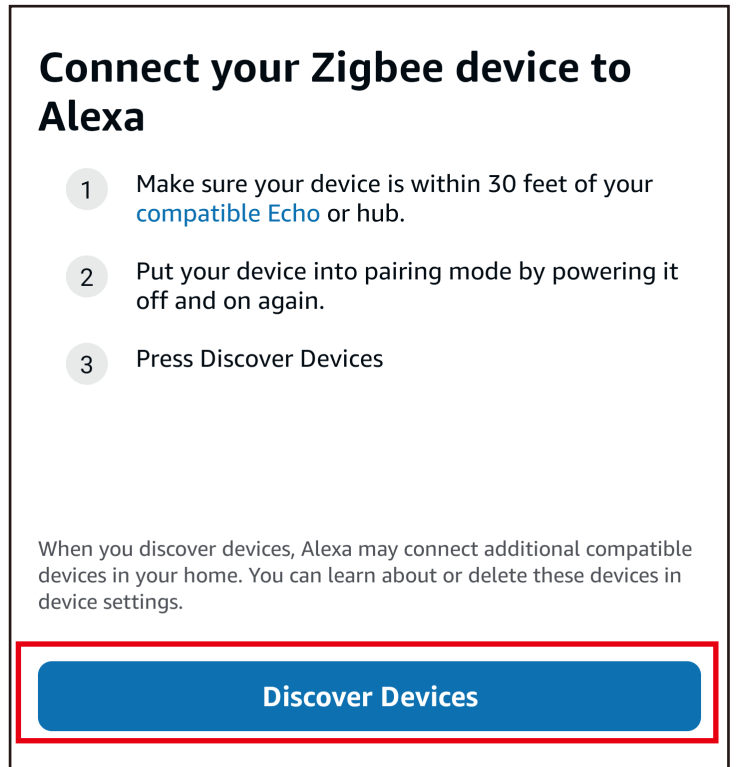 Connect your Zigbee device to
Alexa
1 Make sure your device is within 30 feet of your
compatible Echo or hub.
2 Put your device into pairing mode by powering it
off and on again.
3 Press Discover Devices
When you discover devices, Alexa may connect additional compatible
devices in your home. You can learn about or delete these devices in
device settings.
Discover Devices